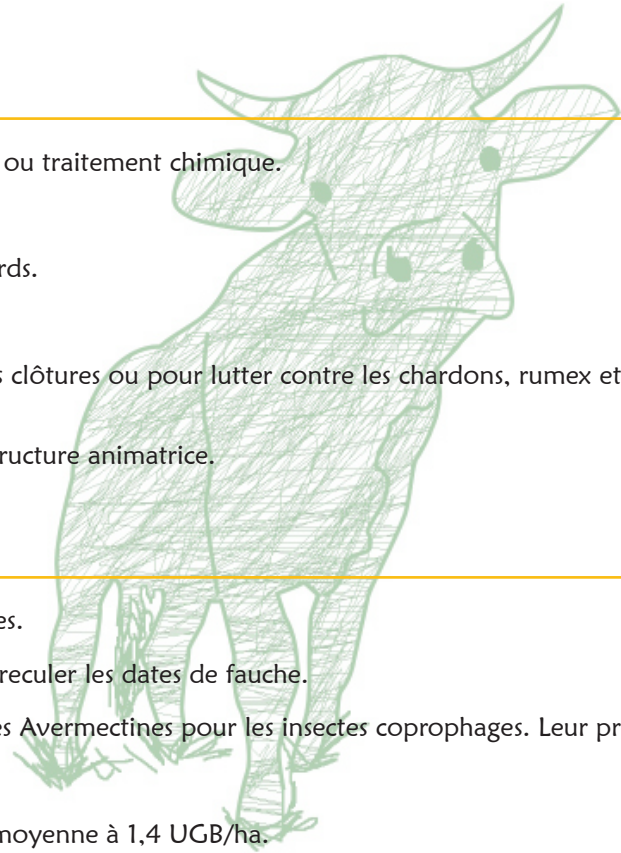 ou traitement chimique.
rds.
s clôtures ou pour lutter contre les chardons, rumex et
ructure animatrice.
es.
reculer les dates de fauche.
es Avermectines pour les insectes coprophages. Leur pr
moyenne à 1,4 UGB/ha.